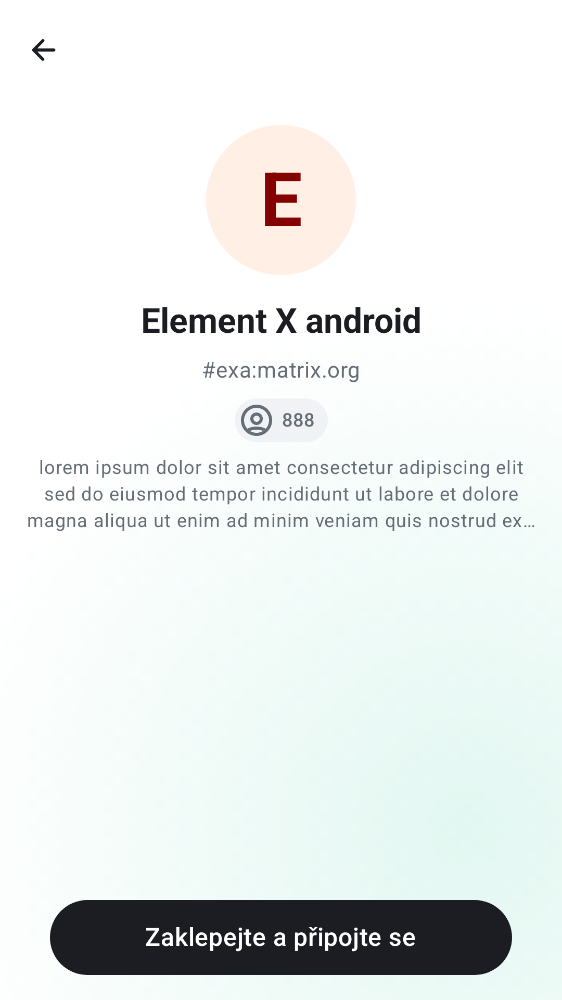 E
Element X android
#exa:matrix.org
888
lorem ipsum dolor sit amet consectetur adipiscing elit
sed do eiusmod tempor incididunt ut labore et dolore
magna aliqua ut enim ad minim veniam quis nostrud ex…
Zaklepejte a připojte se